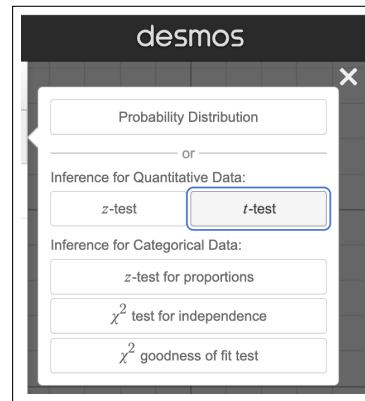 desmos
Probability Distribution
or
Inference for Quantitative Data:
z-test t-test
Inference for Categorical Data:
z-test for proportions
χ² test for independence
χ² goodness of fit test